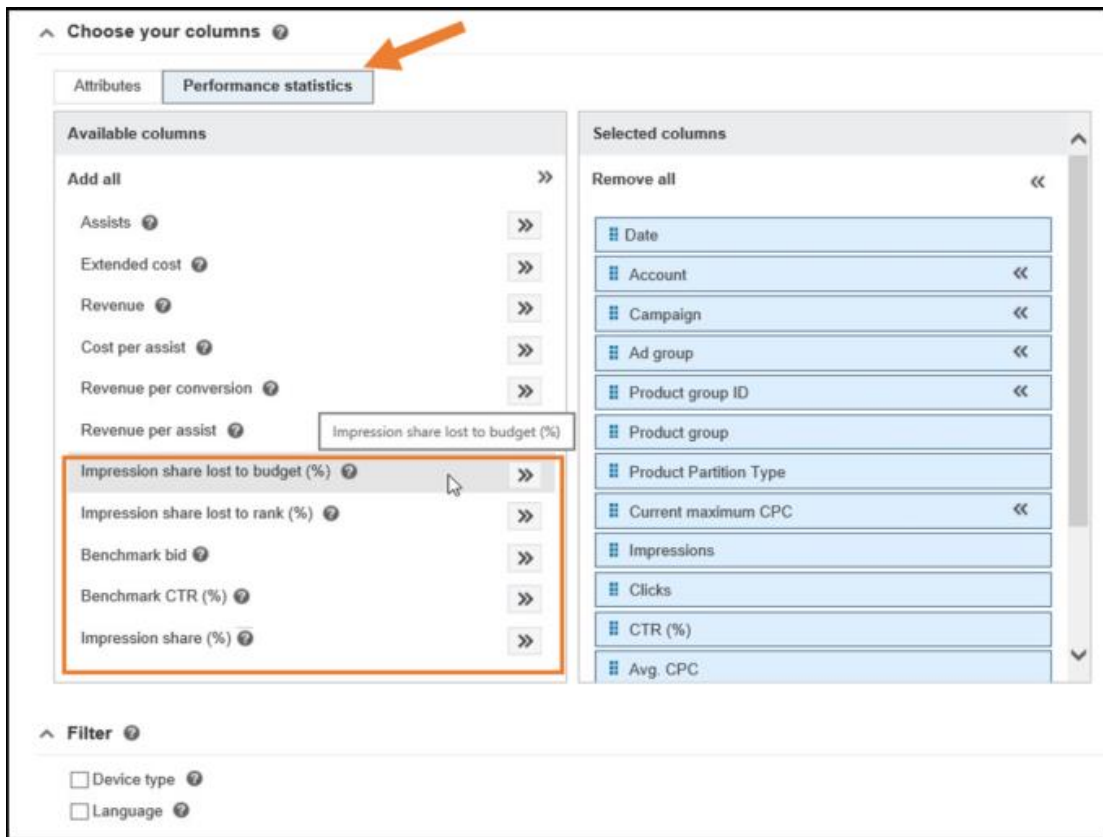 Choose your columns
Attributes
Performance statistics
Available columns
Add all
Assists
Extended cost
Revenue
Cost per assist
Revenue per conversion
Revenue per assist
Impression share lost to budget (%)
Impression share lost to budget (%)
Impression share lost to rank (%)
Benchmark bid
Benchmark CTR (%)
Impression share (%)
Selected columns
Remove all
Date
Account
Campaign
Ad group
Product group ID
Product group
Product Partition Type
Current maximum CPC
Impressions
Clicks
CTR (%)
Avg. CPC
Filter
Device type
Language